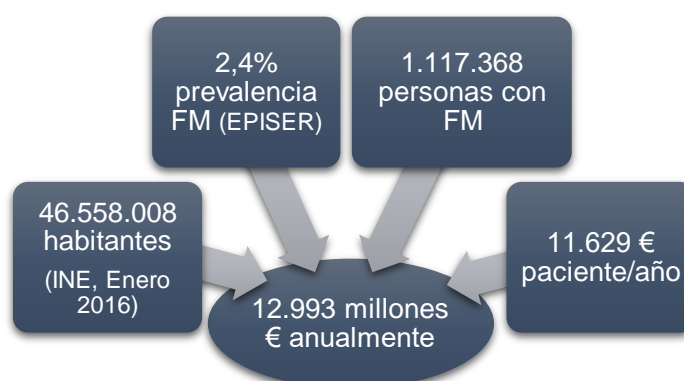 2,4%
prevalencia
FM (EPISER)
1.117.368
personas con
FM
46.558.008
habitantes
(INE, Enero
2016)
11.629 €
paciente/año
12.993 millones
€ anualmente